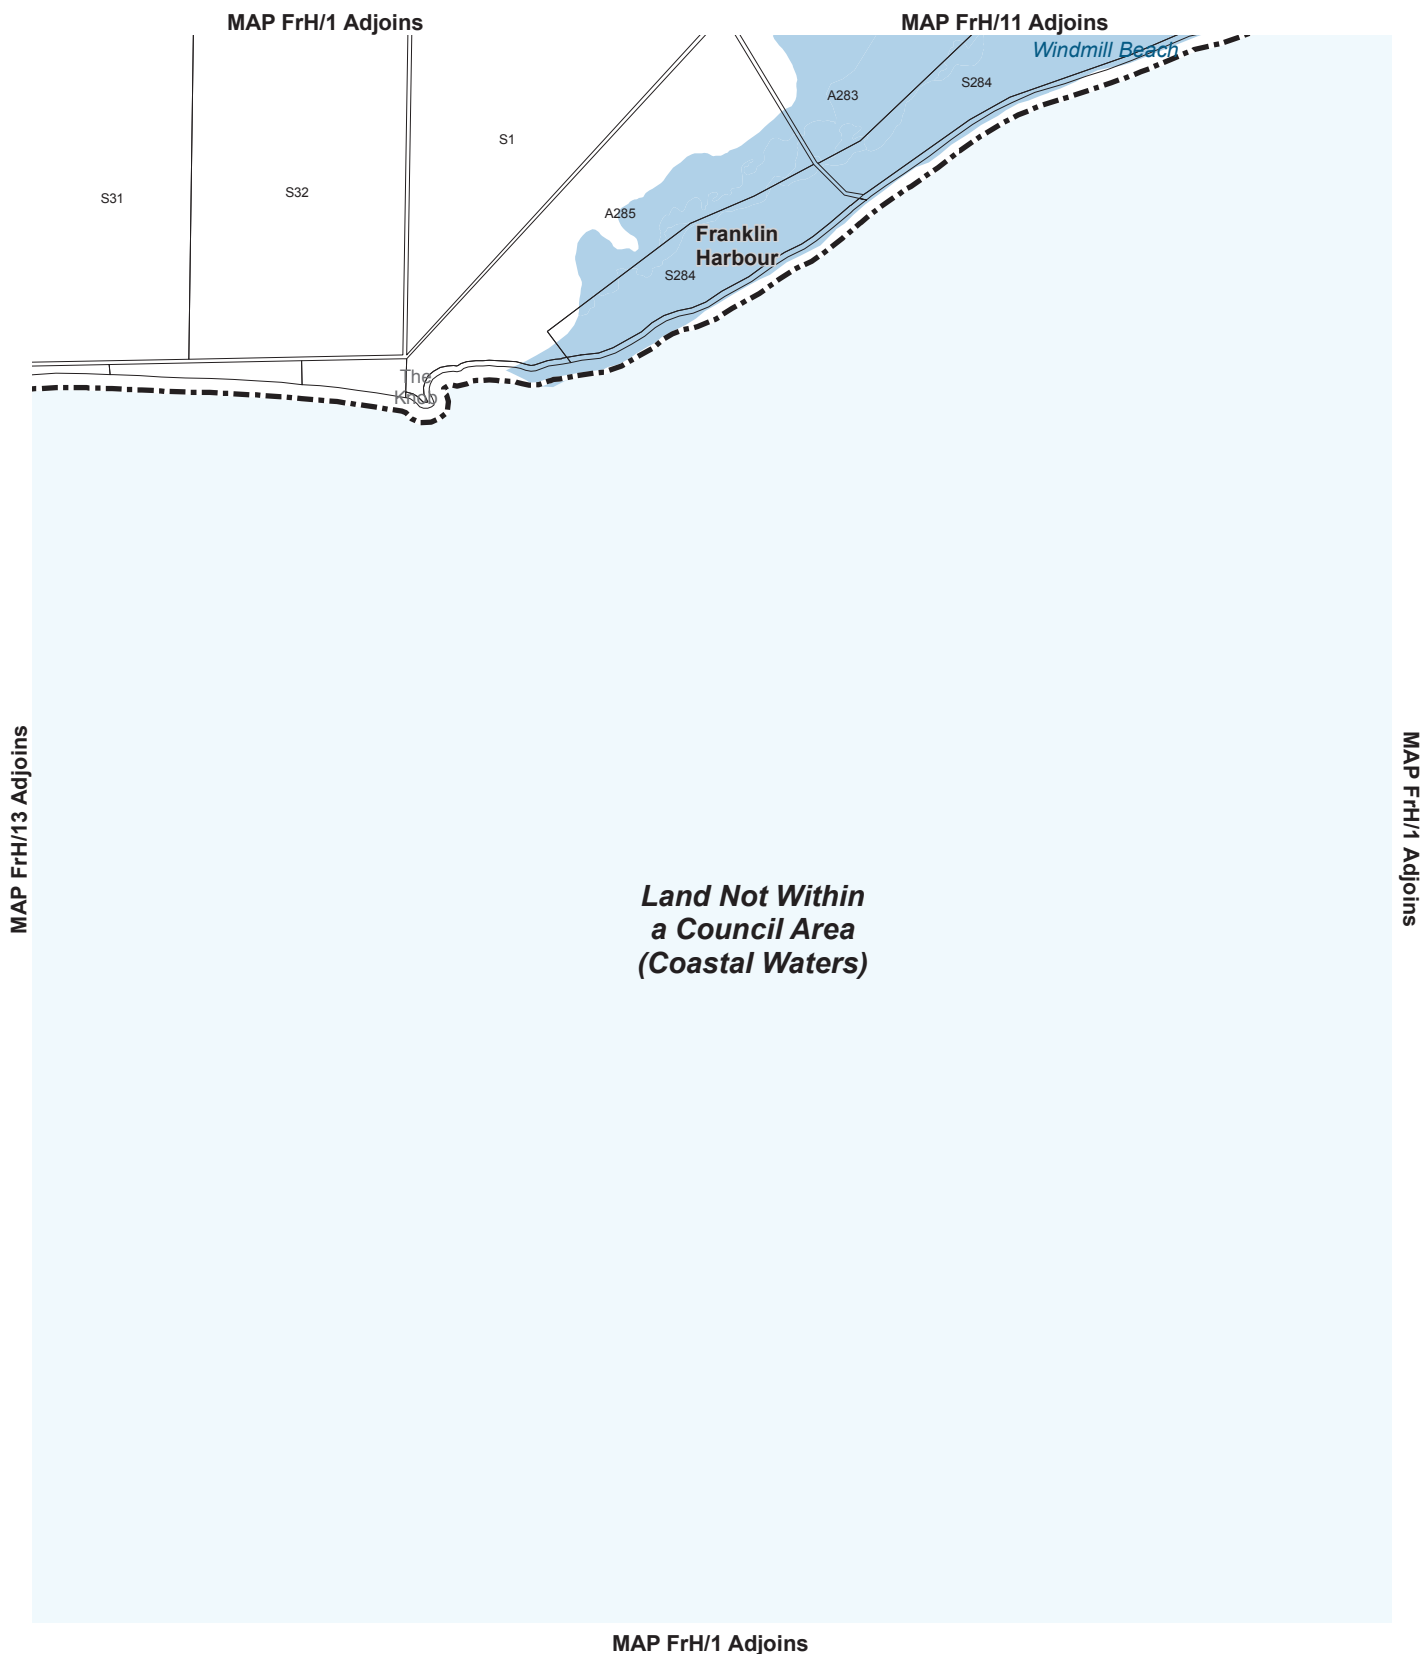 MAP FrH/1 Adjoins
MAP FrH/11 Adjoins
Windmill Beach
S284
A283
S1
S32
S31
A285
Franklin
Harbour
S284
The
Knob
MAP FrH/13 Adjoins
MAP FrH/1 Adjoins
Land Not Within
a Council Area
(Coastal Waters)
MAP FrH/1 Adjoins